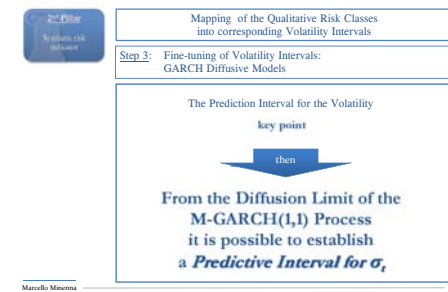 2nd Pillar
Synthetic risk
indicator
Mapping of the Qualitative Risk Classes
into corresponding Volatility Intervals
Step 3: Fine-tuning of Volatility Intervals:
GARCH Diffusive Models
The Prediction Interval for the Volatility
key point
then
From the Diffusion Limit of the
M-GARCH(1,1) Process
it is possible to establish
a Predictive Interval for σt
Marcello Minenna